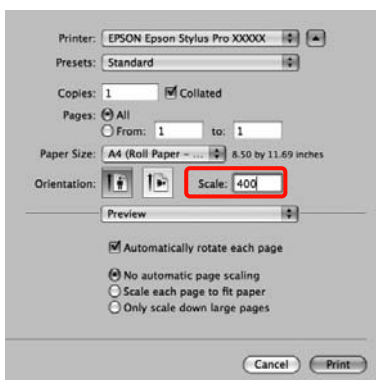 Printer: EPSON Epson Stylus Pro XXXXX
Presets: Standard
Copies: 1 Collated
Pages: All
From: 1 to: 1
Paper Size: A4 (Roll Paper - ... 8.50 by 11.69 inches
Orientation: Scale: 400
Preview
Automatically rotate each page
No automatic page scaling
Scale each page to fit paper
Only scale down large pages
Cancel Print